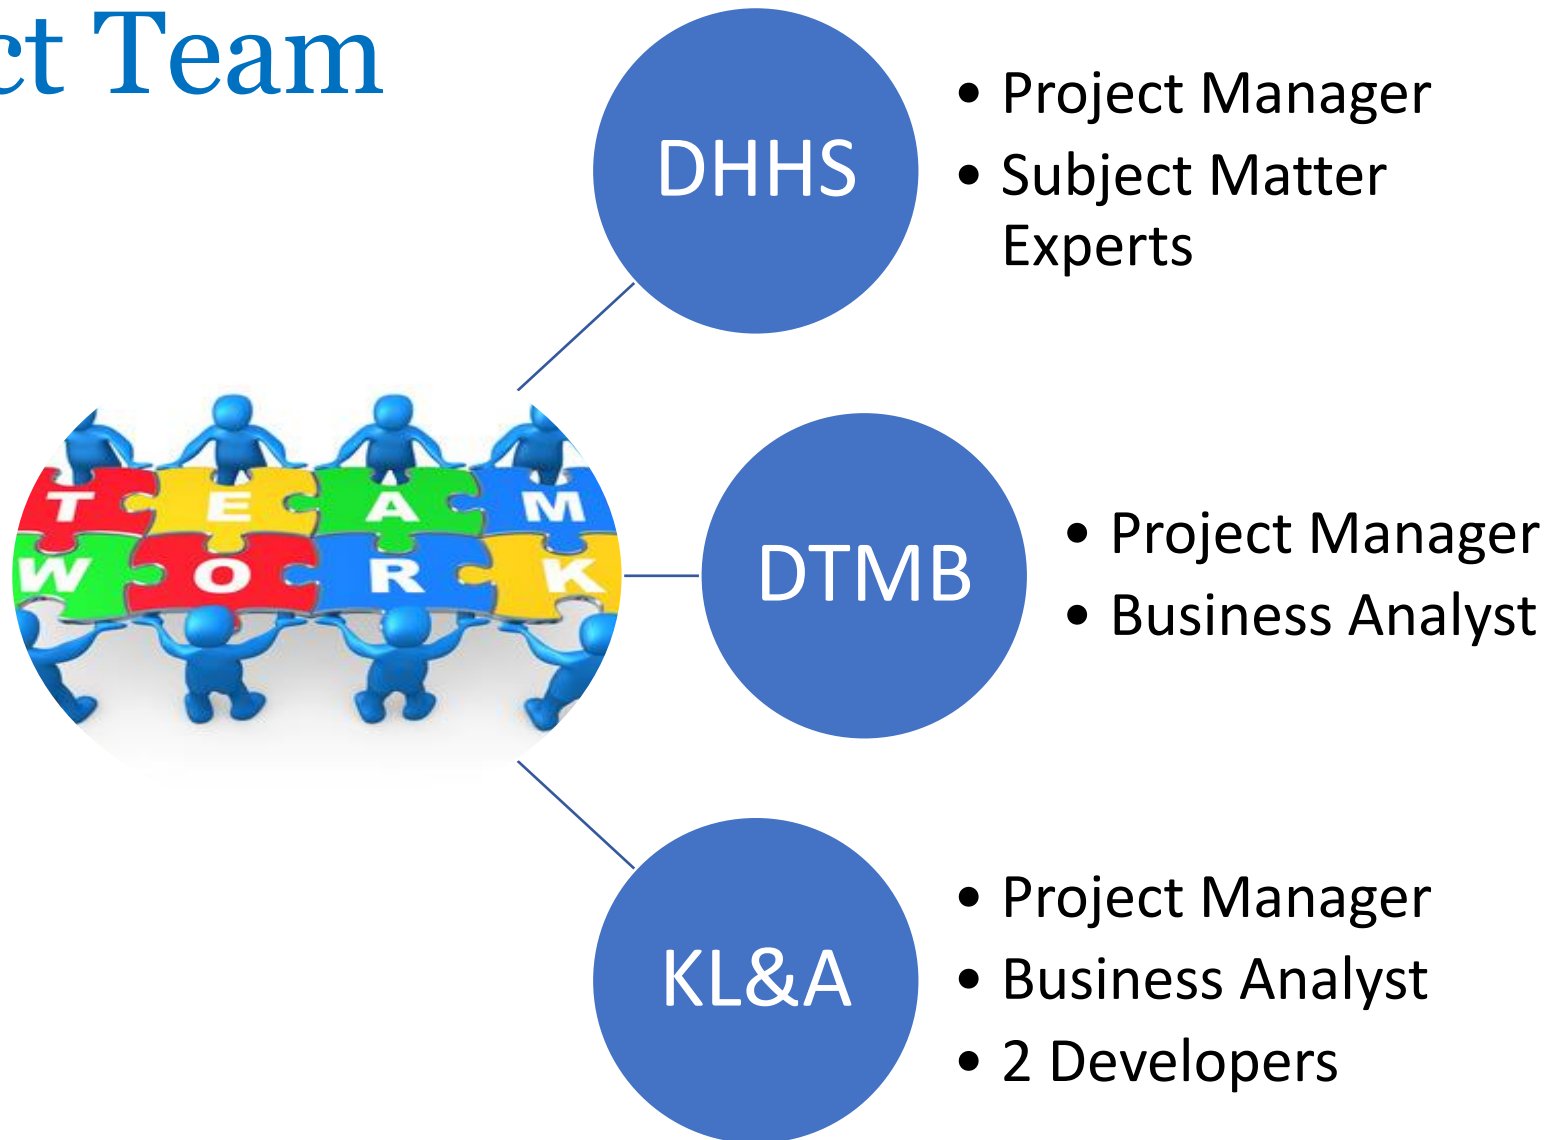 ct Team
DHHS
• Project Manager
• Subject Matter
Experts
T E A M
W O R K
DTMB
• Project Manager
• Business Analyst
KL&A
• Project Manager
• Business Analyst
• 2 Developers